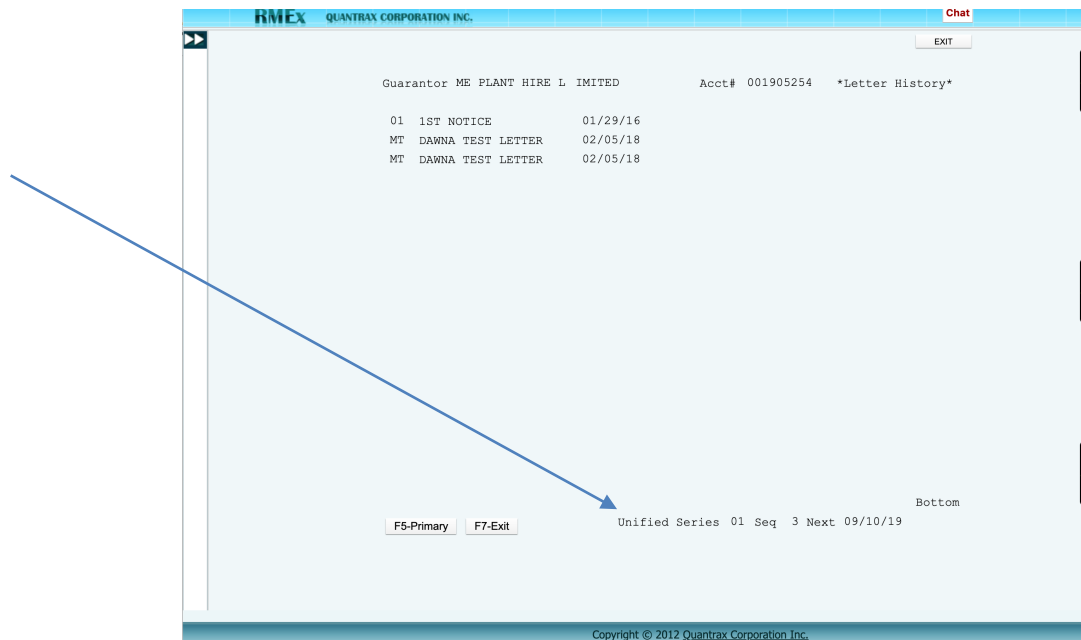 RMEx QUANTRAX CORPORATION INC. Chat
EXIT
Guarantor ME PLANT HIRE L IMITED Acct# 001905254 *Letter History*
01 1ST NOTICE 01/29/16
MT DAWNA TEST LETTER 02/05/18
MT DAWNA TEST LETTER 02/05/18
Bottom
F5-Primary F7-Exit Unified Series 01 Seq 3 Next 09/10/19
Copyright © 2012 Quantrax Corporation Inc.